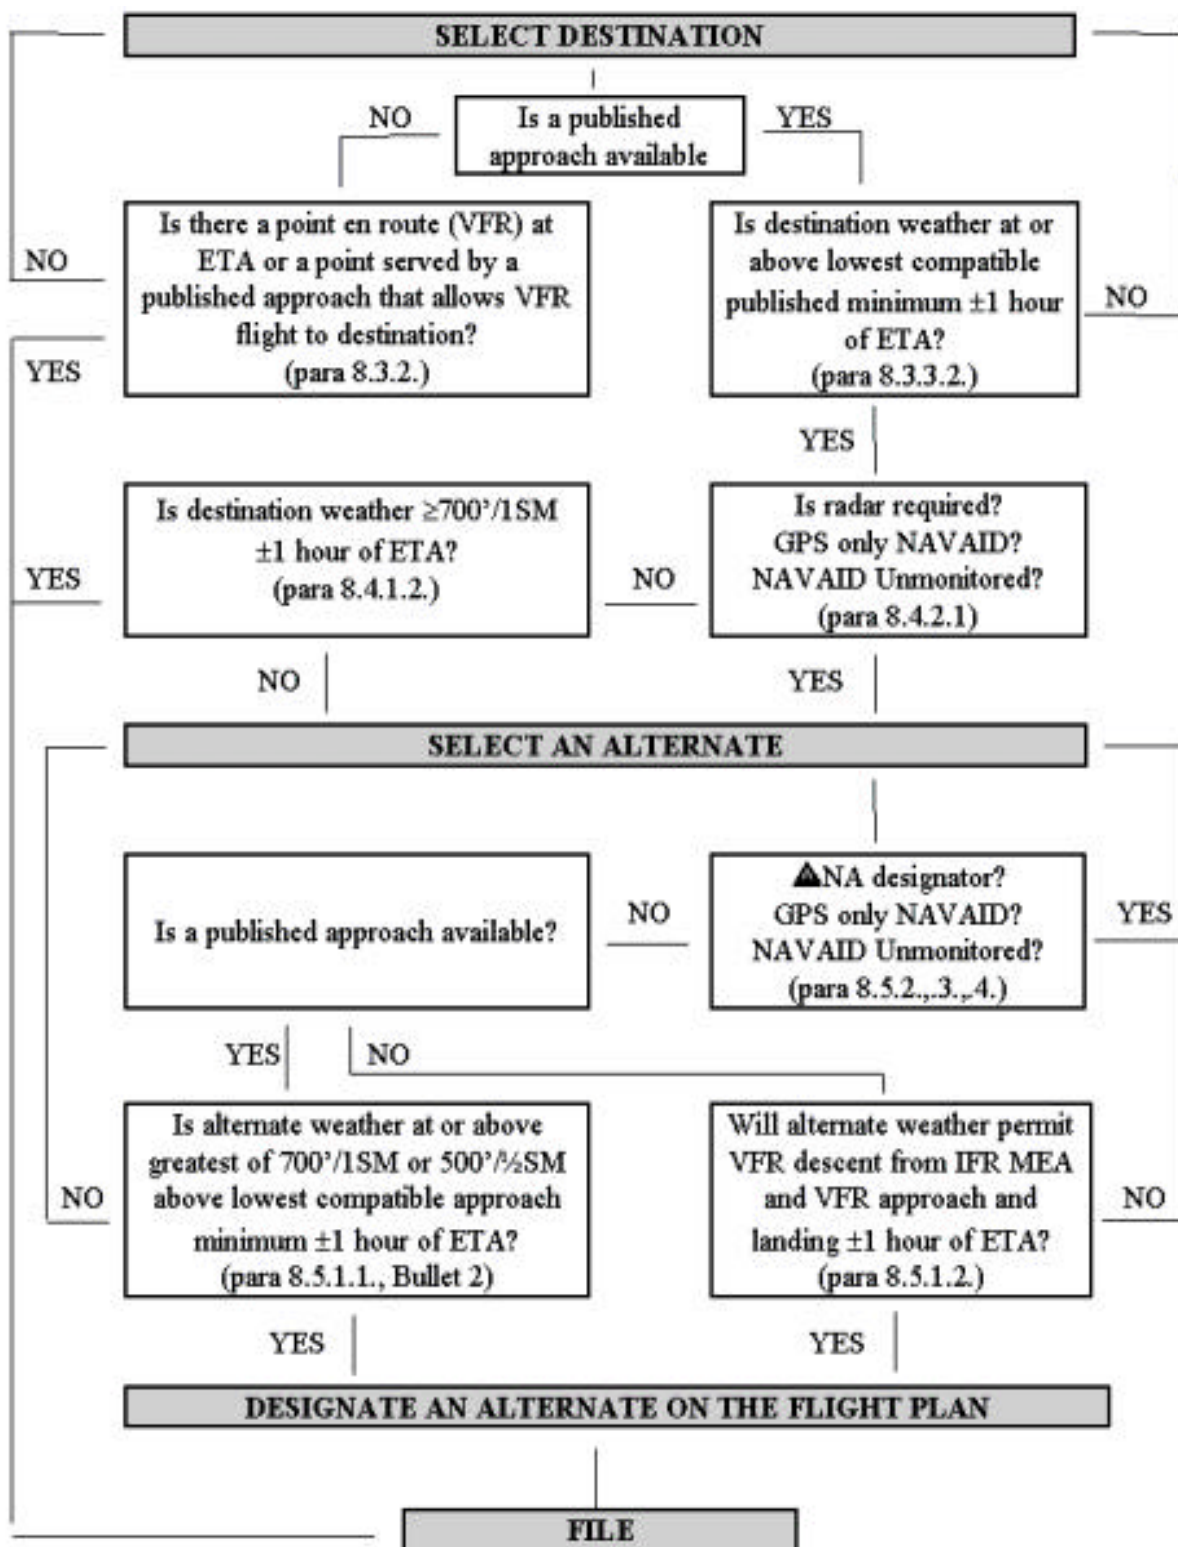 SELECT DESTINATION
NO
Is a published
approach available
YES
Is there a point en route (VFR) at
ETA or a point served by a
published approach that allows VFR
flight to destination?
(para 8.3.2.)
NO
YES
Is destination weather at or
above lowest compatible
published minimum ±1 hour
of ETA?
(para 8.3.3.2.)
NO
YES
Is destination weather ≥700’/1SM
±1 hour of ETA?
(para 8.4.1.2.)
YES
NO
Is radar required?
GPS only NAVAID?
NAVAID Unmonitored?
(para 8.4.2.1)
NO
YES
SELECT AN ALTERNATE
Is a published approach available?
NO
▲NA designator?
GPS only NAVAID?
NAVAID Unmonitored?
(para 8.5.2.,.3.,.4.)
YES
YES
NO
Is alternate weather at or above
greatest of 700’/1SM or 500’/½SM
above lowest compatible approach
minimum ±1 hour of ETA?
(para 8.5.1.1., Bullet 2)
NO
Will alternate weather permit
VFR descent from IFR MEA
and VFR approach and
landing ±1 hour of ETA?
(para 8.5.1.2.)
NO
YES
YES
DESIGNATE AN ALTERNATE ON THE FLIGHT PLAN
FILE